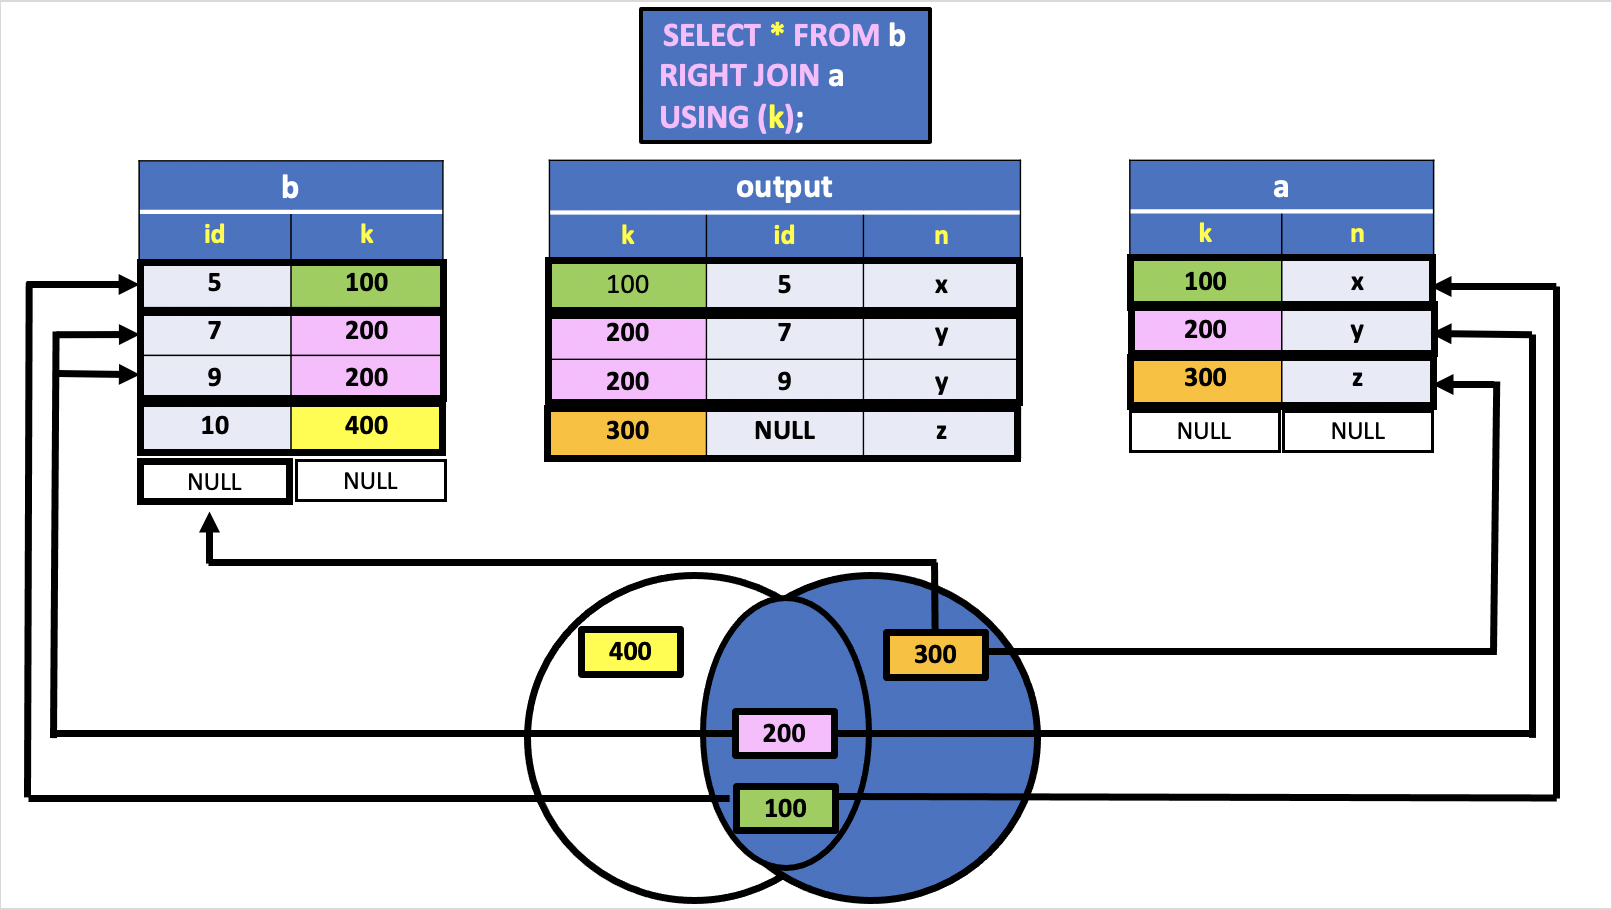 SELECT * FROM b
RIGHT JOIN a
USING (k);
b
id k
5 100
7 200
9 200
10 400
NULL NULL
output
k id n
100 5 x
200 7 y
200 9 y
300 NULL z
a
k n
100 x
200 y
300 z
NULL NULL
400
300
200
100